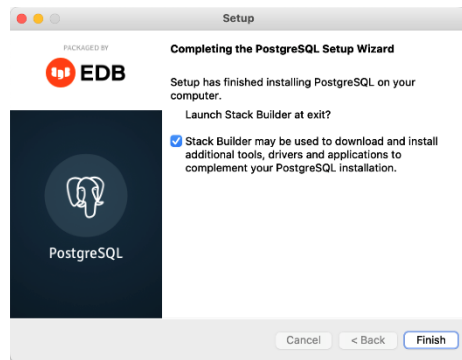 Setup
PACKAGED BY
EDB
Completing the PostgreSQL Setup Wizard
Setup has finished installing PostgreSQL on your
computer.
Launch Stack Builder at exit?
Stack Builder may be used to download and install
additional tools, drivers and applications to
complement your PostgreSQL installation.
PostgreSQL
Cancel
< Back
Finish